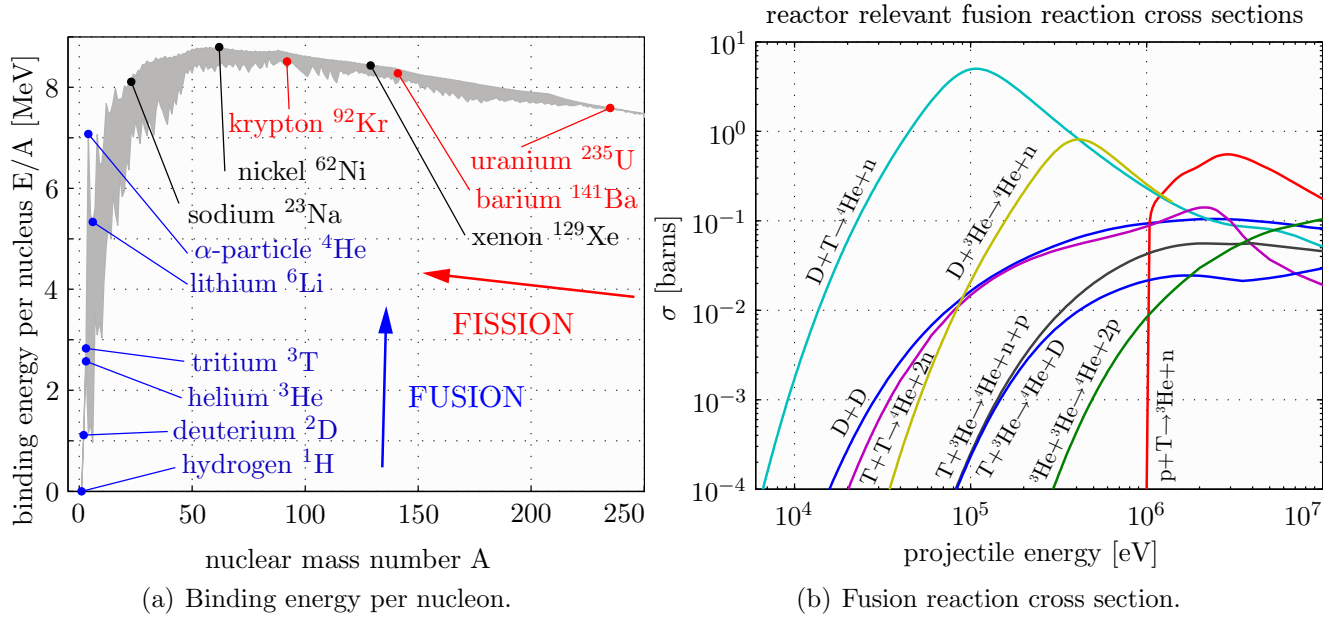 binding energy per nucleus E/A [MeV]
8
6
4
2
0
0
50
100
150
200
250
nuclear mass number A
krypton ⁹²Kr
nickel ⁶²Ni
sodium ²³Na
α-particle ⁴He
lithium ⁶Li
uranium ²³⁵U
barium ¹⁴¹Ba
xenon ¹²⁹Xe
FISSION
FUSION
tritium ³T
helium ³He
deuterium ²D
hydrogen ¹H
(a) Binding energy per nucleon.
reactor relevant fusion reaction cross sections
σ [barns]
10¹
10⁰
10⁻¹
10⁻²
10⁻³
10⁻⁴
10⁴
10⁵
10⁶
10⁷
projectile energy [eV]
D+T→⁴He+n
D+³He→⁴He+n
D+D
T+T→⁴He+2n
T+³He→⁴He+n+p
T+³He→⁴He+D
³He+³He→⁴He+2p
p+T→³He+n
(b) Fusion reaction cross section.